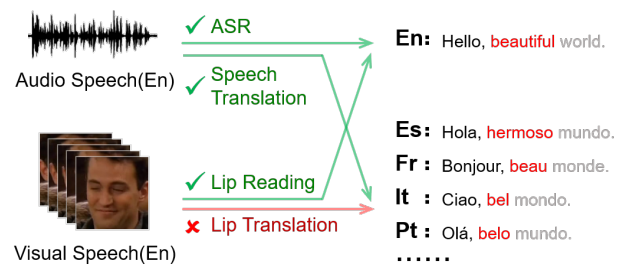 ASR
Audio Speech(En)
Speech
Translation
Lip Reading
Lip Translation
Visual Speech(En)
En: Hello, beautiful world.
Es: Hola, hermoso mundo.
Fr: Bonjour, beau monde.
It: Ciao, bel mondo.
Pt: Olá, belo mundo.
......